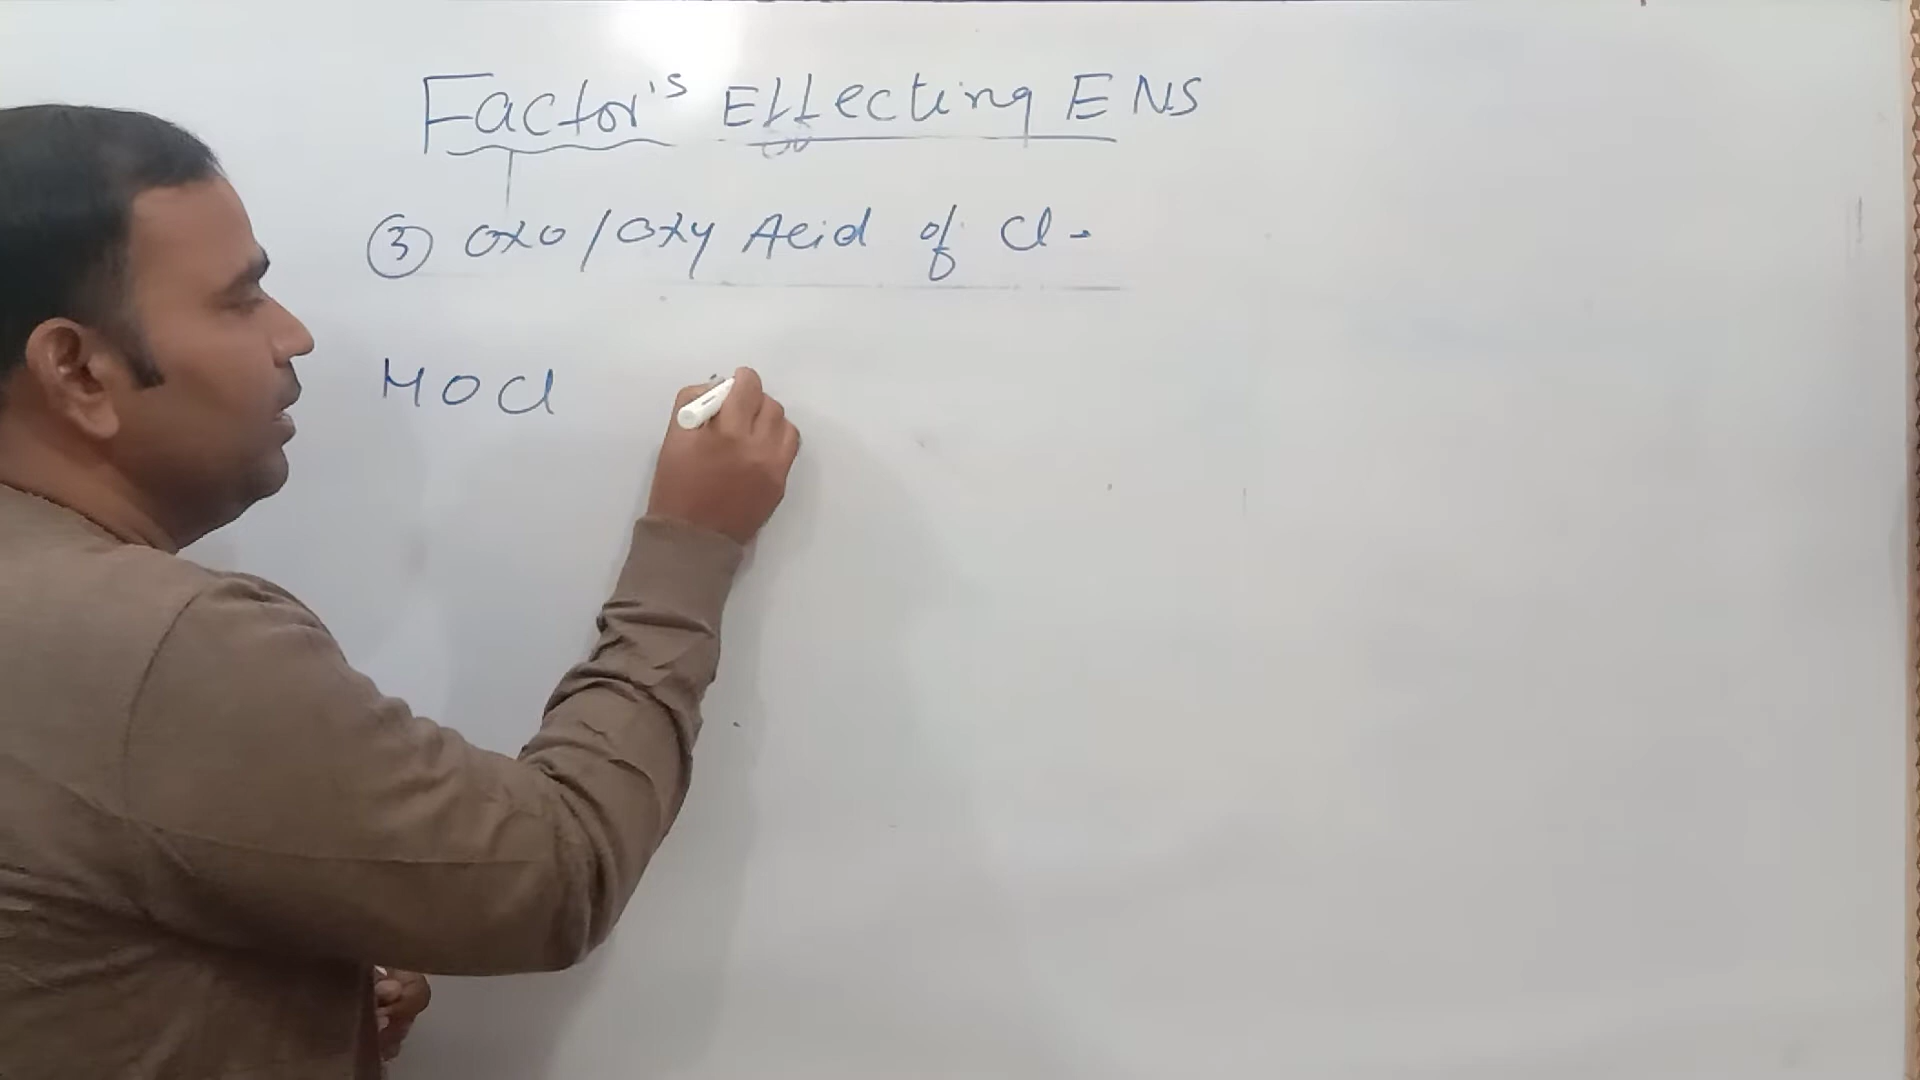 Factor's Effecting ENS
③ Oxo/Oxy Acid of Cl-
HOCl